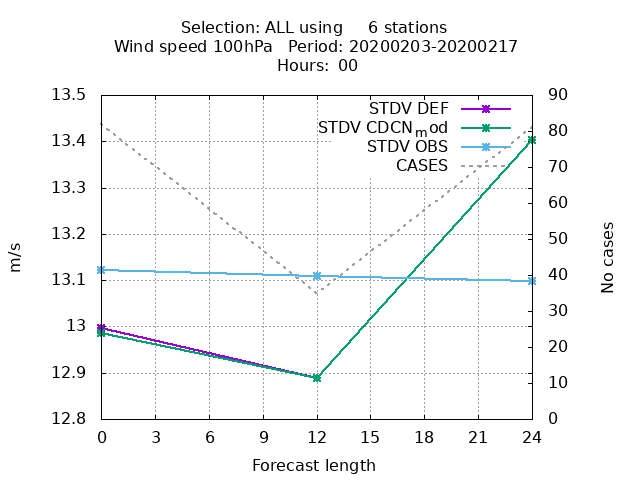 Selection: ALL using     6 stations
Wind speed 100hPa   Period: 20200203-20200217
Hours: 00
13.5
13.4
13.3
13.2
13.1
13
12.9
12.8
m/s
STDV DEF
STDV CDCNmod
STDV OBS
CASES
90
80
70
60
50
40
30
20
10
0
No cases
0 3 6 9 12 15 18 21 24
Forecast length